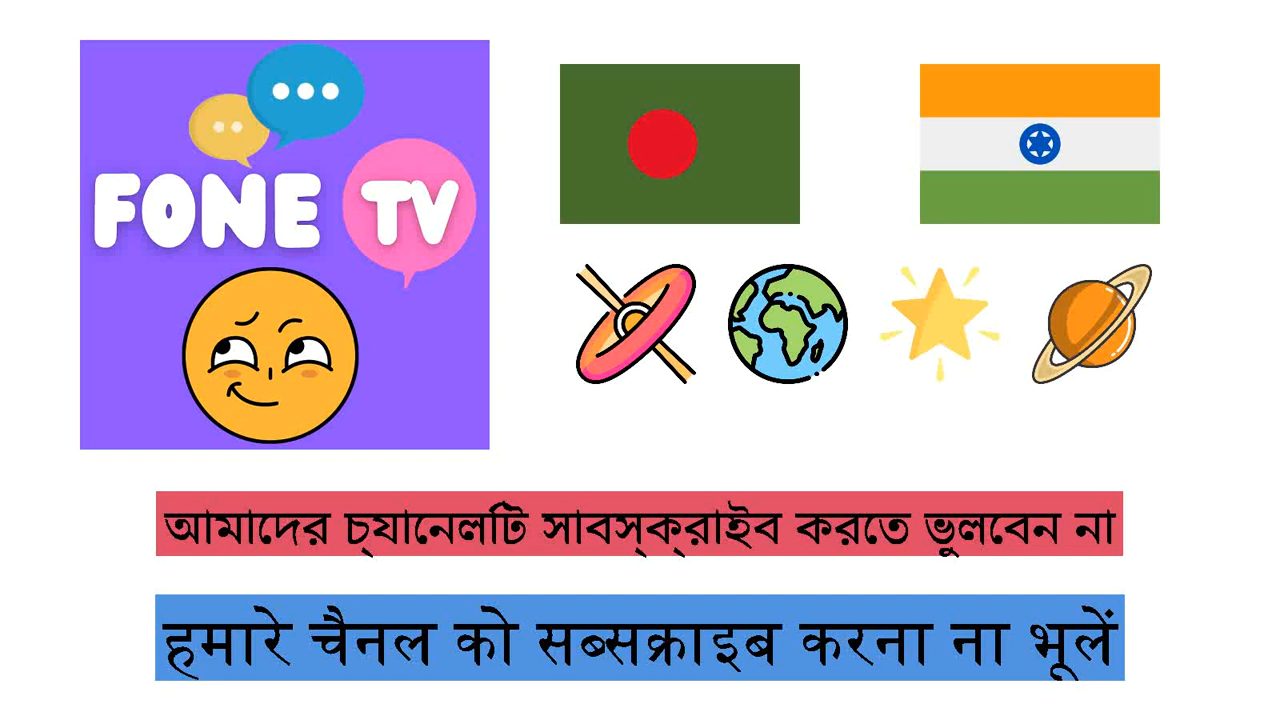 FONE TV
আমাদের চ্যানেলটি সাবস্ক্রাইব করতে ভুলবেন না
हमारे चैनल को सब्सक्राइब करना ना भूलें